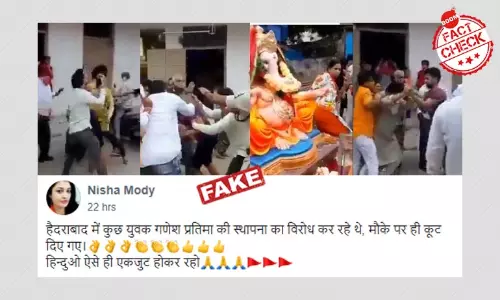 BOOM
FACT
CHECK
FAKE
Nisha Mody
22 hrs
हैदराबाद में कुछ युवक गणेश प्रतिमा की स्थापना का विरोध कर रहे थे, मौके पर ही कूट
दिए गए।👌👌👌👏👏👏👍👍👍
हिन्दुओ ऐसे ही एकजुट होकर रहो🙏🙏🙏🚩🚩🚩